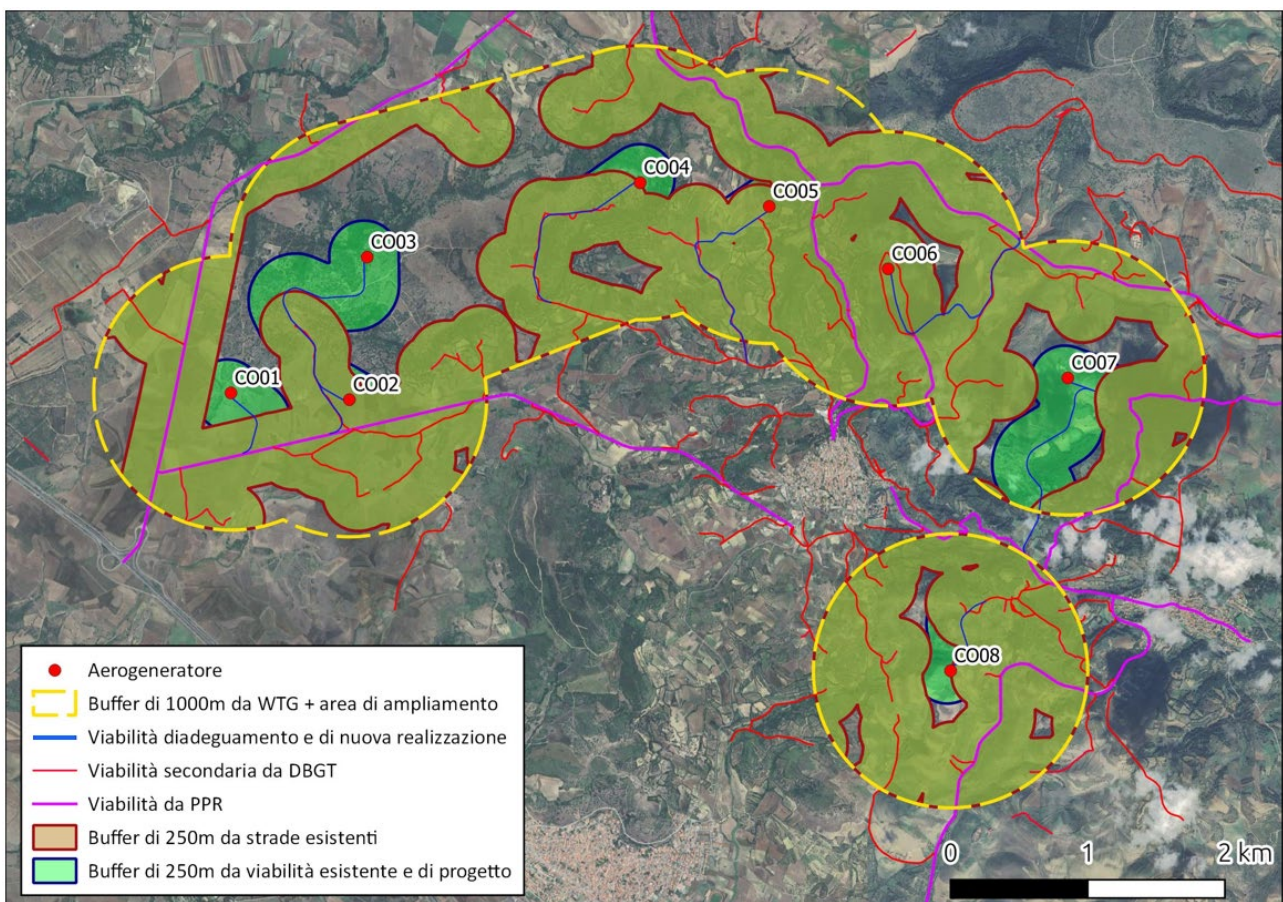 CO04
CO05
CO03
CO06
CO01
CO02
CO07
CO08
Aerogeneratore
Buffer di 1000m da WTG + area di ampliamento
Viabilità diadeguamento e di nuova realizzazione
Viabilità secondaria da DBGT
Viabilità da PPR
Buffer di 250m da strade esistenti
Buffer di 250m da viabilità esistente e di progetto
0 1 2 km